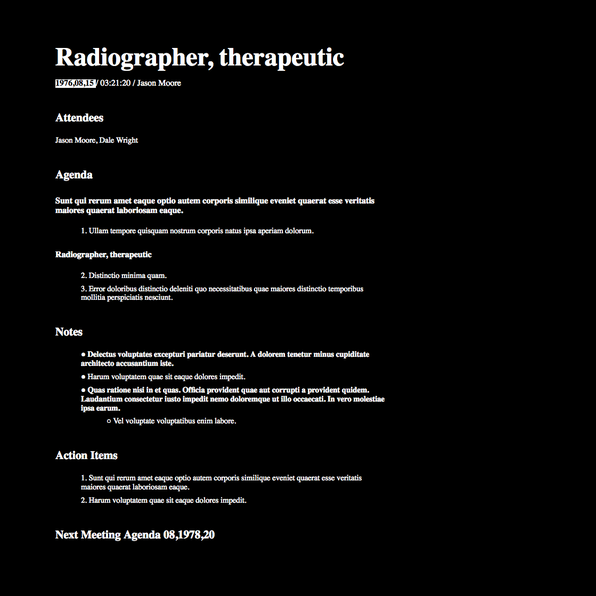 Radiographer, therapeutic
1976,08,15 / 03:21:20 / Jason Moore
Attendees
Jason Moore, Dale Wright
Agenda
Sunt qui rerum amet eaque optio autem corporis similique eveniet quaerat esse veritatis
maiores quaerat laboriosam eaque.
1. Ullam tempore quisquam nostrum corporis natus ipsa aperiam dolorum.
Radiographer, therapeutic
2. Distinctio minima quam.
3. Error doloribus distinctio deleniti quo necessitatibus quae maiores distinctio temporibus
mollitia perspiciatis nesciunt.
Notes
● Delectus voluptates excepturi pariatur deserunt. A dolorem tenetur minus cupiditate
architecto accusantium iste.
● Harum voluptatem quae sit eaque dolores impedit.
● Quas ratione nisi in et quas. Officia provident quae aut corrupti a provident quidem.
Laudantium consectetur iusto impedit nemo doloremque ut illo occaecati. In vero molestiae
ipsa earum.
○ Vel voluptate voluptatibus enim labore.
Action Items
1. Sunt qui rerum amet eaque optio autem corporis similique eveniet quaerat esse veritatis
maiores quaerat laboriosam eaque.
2. Harum voluptatem quae sit eaque dolores impedit.
Next Meeting Agenda 08,1978,20